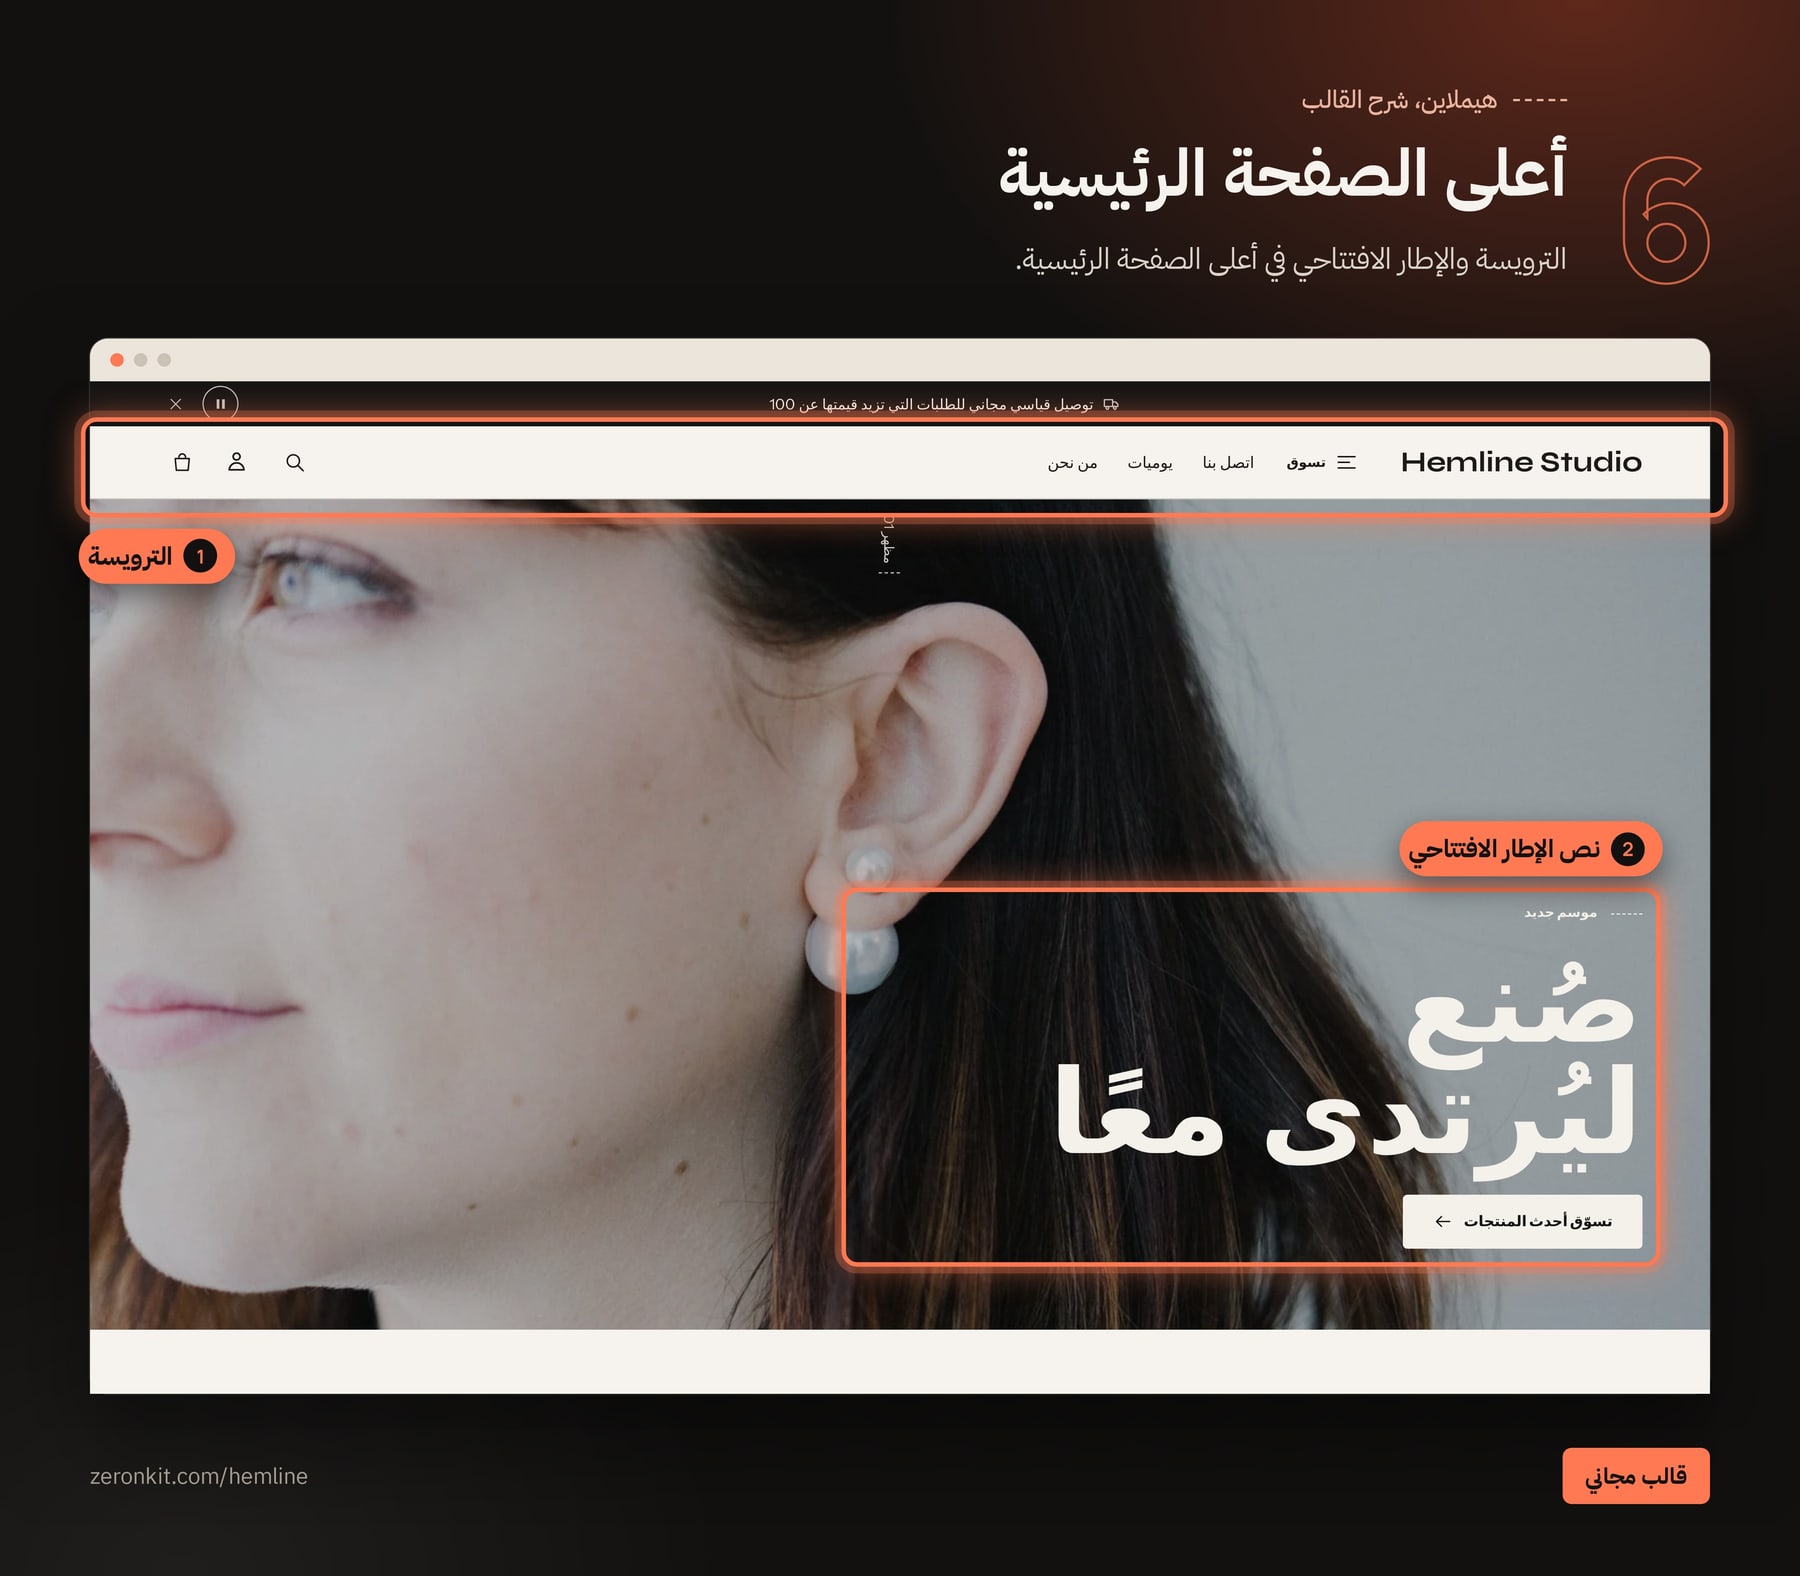 هيملاين، شرح القالب
6
أعلى الصفحة الرئيسية
الترويسة والإطار الافتتاحي في أعلى الصفحة الرئيسية.
توصيل قياسي مجاني للطلبات التي تزيد قيمتها عن 100
Hemline Studio
تسوق
اتصل بنا
يوميات
من نحن
1 الترويسة
مظهر 01
2 نص الإطار الافتتاحي
موسم جديد
صُنع
ليُرتدى معًا
تسوّق أحدث المنتجات
قالب مجاني
zeronkit.com/hemline